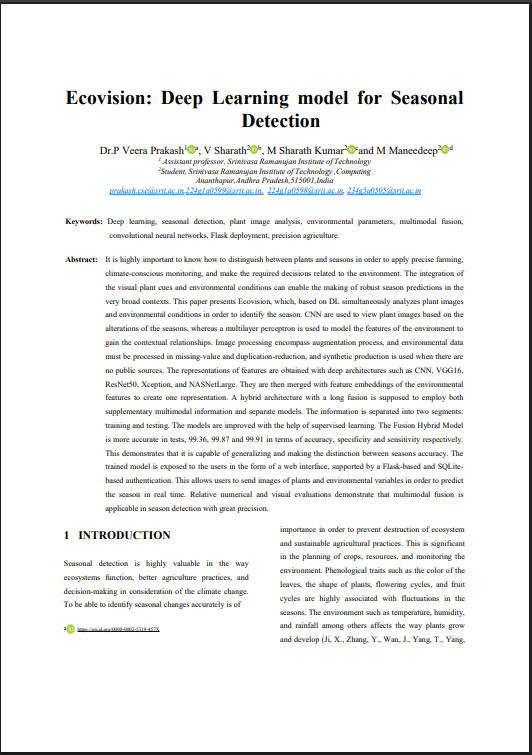 Ecovision: Deep Learning model for Seasonal
Detection
Dr.P Veera Prakash1 a, V Sharath2 b, M Sharath Kumar2 c and M Maneedeep2 d
1 Assistant professor, Srinivasa Ramanujan Institute of Technology
2Student, Srinivasa Ramanujan Institute of Technology ,Computing
Ananthapur,Andhra Pradesh,515001,India
prakash.cse@srit.ac.in,224g1a0599@srit.ac.in, 224g1a0598@srit.ac.in, 234g5a0505@srit.ac.in
Keywords: Deep learning, seasonal detection, plant image analysis, environmental parameters, multimodal fusion,
convolutional neural networks, Flask deployment, precision agriculture.
Abstract: It is highly important to know how to distinguish between plants and seasons in order to apply precise farming,
climate-conscious monitoring, and make the required decisions related to the environment. The integration of
the visual plant cues and environmental conditions can enable the making of robust season predictions in the
very broad contexts. This paper presents Ecovision, which, based on DL simultaneously analyzes plant images
and environmental conditions in order to identify the season. CNN are used to view plant images based on the
alterations of the seasons, whereas a multilayer perceptron is used to model the features of the environment to
gain the contextual relationships. Image processing encompass augmentation process, and environmental data
must be processed in missing-value and duplication-reduction, and synthetic production is used when there are
no public sources. The representations of features are obtained with deep architectures such as CNN, VGG16,
ResNet50, Xception, and NASNetLarge. They are then merged with feature embeddings of the environmental
features to create one representation. A hybrid architecture with a long fusion is supposed to employ both
supplementary multimodal information and separate models. The information is separated into two segments:
training and testing. The models are improved with the help of supervised learning. The Fusion Hybrid Model
is more accurate in tests, 99.36, 99.87 and 99.91 in terms of accuracy, specificity and sensitivity respectively.
This demonstrates that it is capable of generalizing and making the distinction between seasons accuracy. The
trained model is exposed to the users in the form of a web interface, supported by a Flask-based and SQLite-
based authentication. This allows users to send images of plants and environmental variables in order to predict
the season in real time. Relative numerical and visual evaluations demonstrate that multimodal fusion is
applicable in season detection with great precision.
1 INTRODUCTION
Seasonal detection is highly valuable in the way
ecosystems function, better agriculture practices, and
decision-making in consideration of the climate change.
To be able to identify seasonal changes accurately is of
a https://orcid.org/0000-0002-5319-457X
importance in order to prevent destruction of ecosystem
and sustainable agricultural practices. This is significant
in the planning of crops, resources, and monitoring the
environment. Phenological traits such as the color of the
leaves, the shape of plants, flowering cycles, and fruit
cycles are highly associated with fluctuations in the
seasons. The environment such as temperature, humidity,
and rainfall among others affects the way plants grow
and develop (Ji, X., Zhang, Y., Wan, J., Yang, T., Yang,